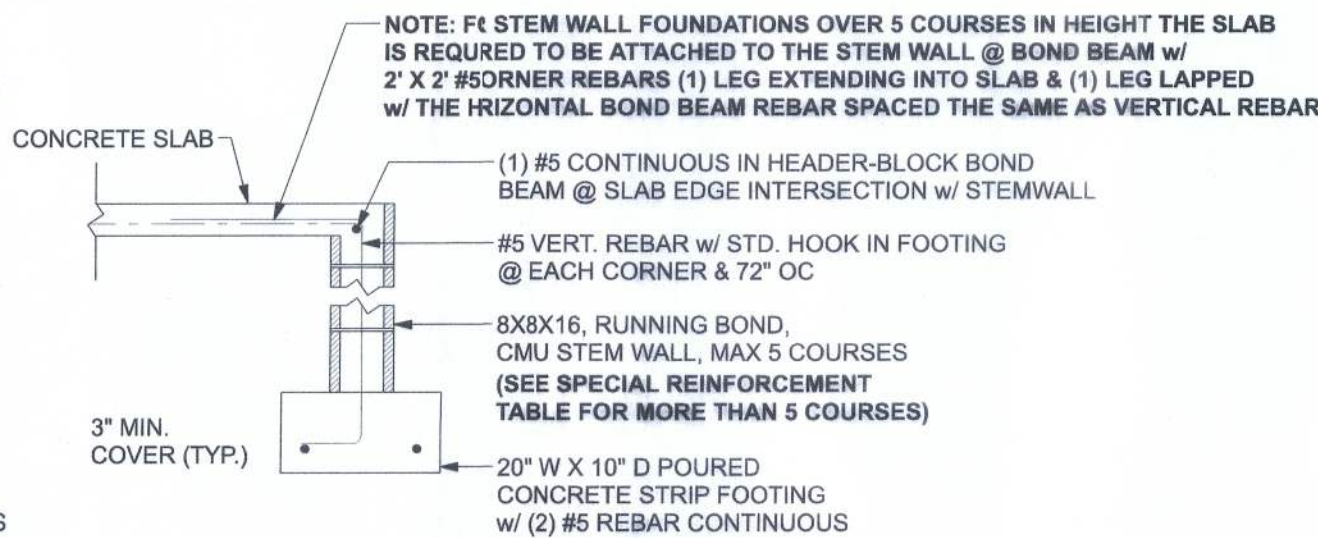 NOTE: F STEM WALL FOUNDATIONS OVER 5 COURSES IN HEIGHT THE SLAB
IS REQURED TO BE ATTACHED TO THE STEM WALL @ BOND BEAM w/
2' X 2' #5ORNER REBARS (1) LEG EXTENDING INTO SLAB & (1) LEG LAPPED
w/ THE HRIZONTAL BOND BEAM REBAR SPACED THE SAME AS VERTICAL REBAR
CONCRETE SLAB
(1) #5 CONTINUOUS IN HEADER-BLOCK BOND
BEAM @ SLAB EDGE INTERSECTION w/ STEMWALL
#5 VERT. REBAR w/ STD. HOOK IN FOOTING
@ EACH CORNER & 72" OC
8X8X16, RUNNING BOND,
CMU STEM WALL, MAX 5 COURSES
(SEE SPECIAL REINFORCEMENT
TABLE FOR MORE THAN 5 COURSES)
3" MIN.
COVER (TYP.)
20" W X 10" D POURED
CONCRETE STRIP FOOTING
w/ (2) #5 REBAR CONTINUOUS
S